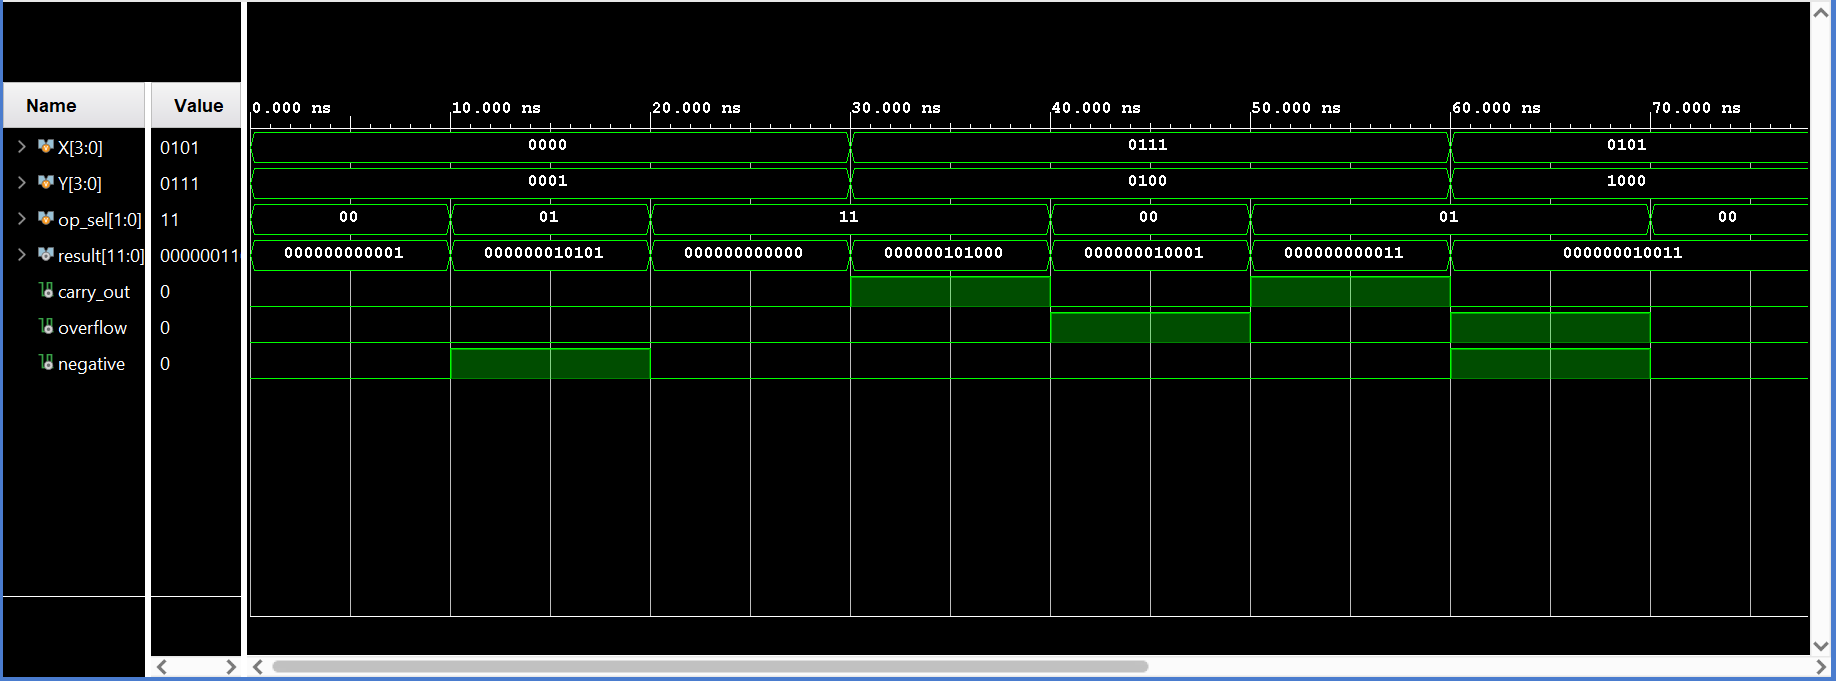 Name Value
0.000 ns 10.000 ns 20.000 ns 30.000 ns 40.000 ns 50.000 ns 60.000 ns 70.000 ns
X[3:0] 0101 0000 0111 0101
Y[3:0] 0111 0001 0100 1000
op_sel[1:0] 11 00 01 11 00 01 00
result[11:0] 00000011 000000000001 000000010101 000000000000 000000101000 000000010001 000000000011 000000010011
carry_out 0
overflow 0
negative 0